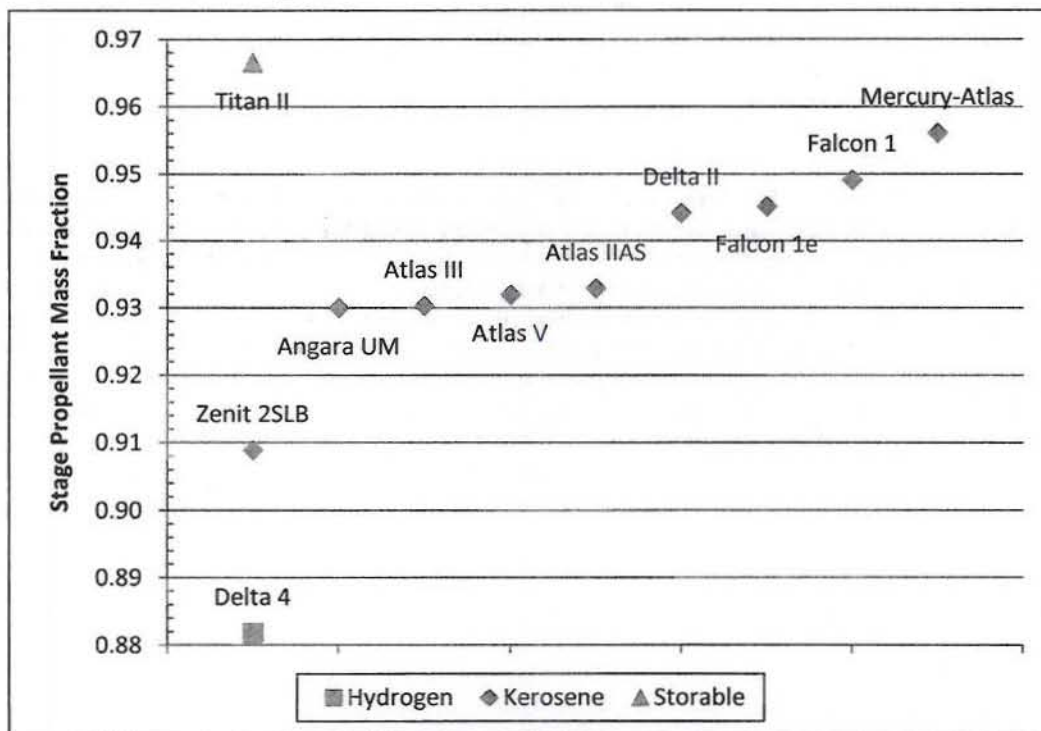 Stage Propellant Mass Fraction
0.97
0.96
0.95
0.94
0.93
0.92
0.91
0.90
0.89
0.88
Titan II
Mercury-Atlas
Falcon 1
Delta II
Falcon 1e
Atlas IIAS
Atlas III
Atlas V
Angara UM
Zenit 2SLB
Delta 4
Hydrogen Kerosene Storable